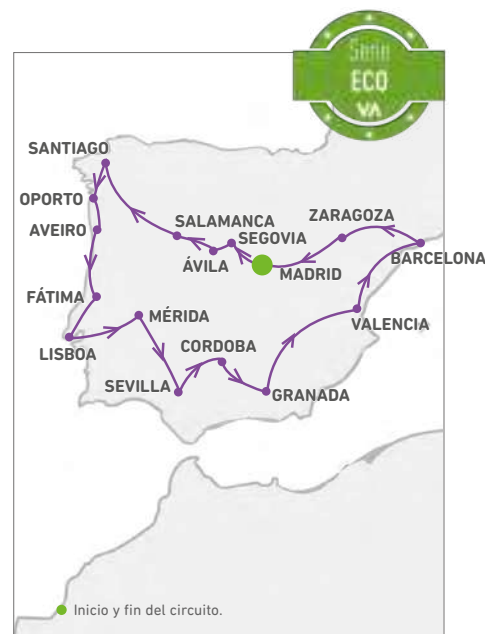 Serie
ECO
VA
SANTIAGO
OPORTO
AVEIRO
SALAMANCA
SEGOVIA
ÁVILA
ZARAGOZA
MADRID
BARCELONA
FÁTIMA
MÉRIDA
VALENCIA
LISBOA
CORDOBA
SEVILLA
GRANADA
Inicio y fin del circuito.